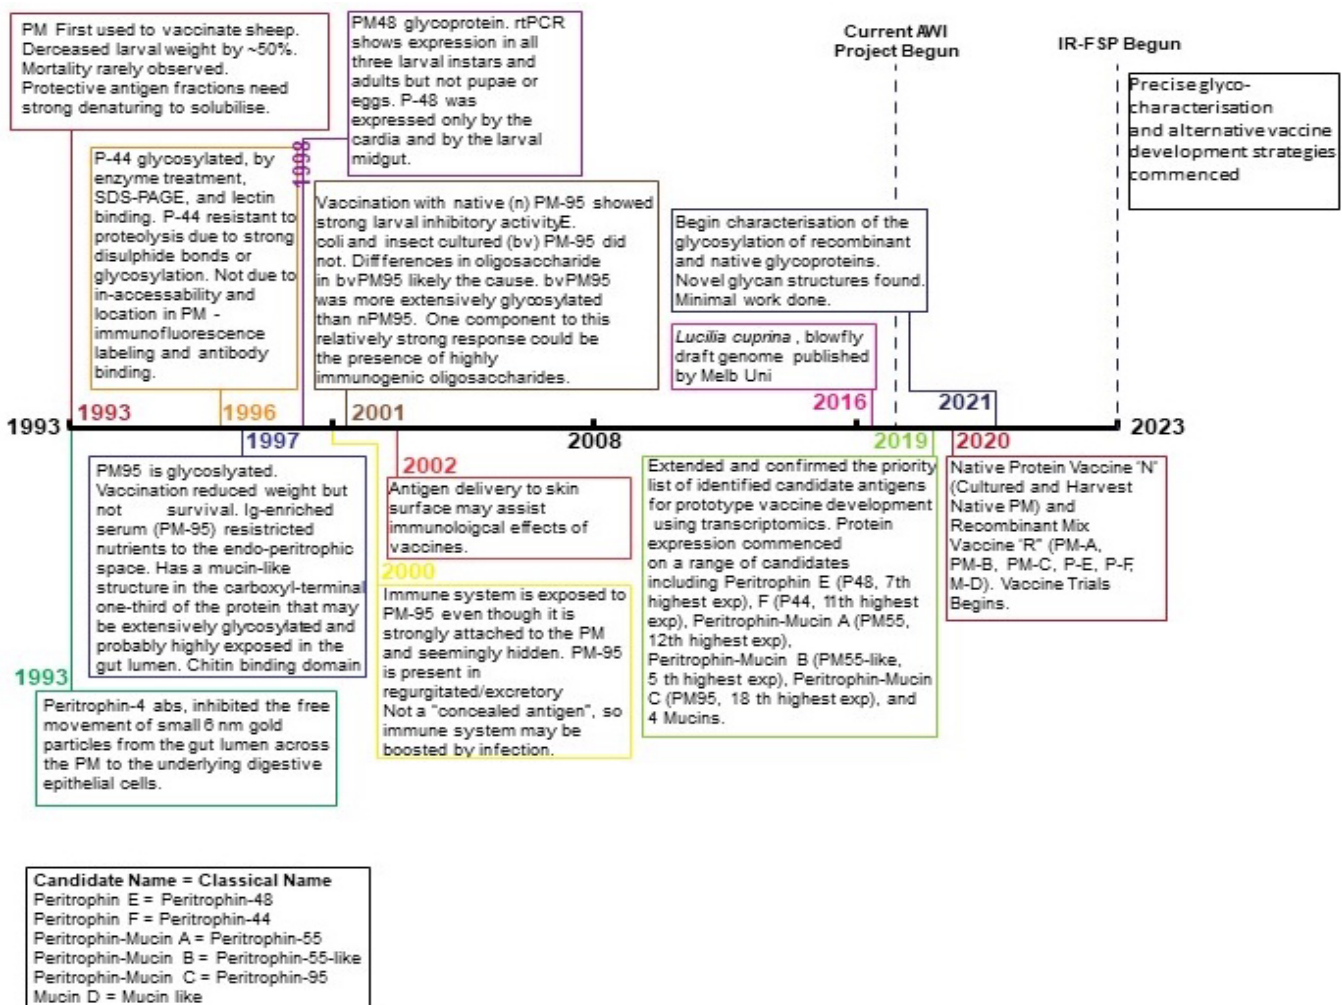 PM First used to vaccinate sheep.
Derceased larval weight by ~50%.
Mortality rarely observed.
Protective antigen fractions need
strong denaturing to solubilise.
PM48 glycoprotein. rtPCR
shows expression in all
three larval instars and
adults but not pupae or
eggs. P-48 was
expressed only by the
cardia and by the larval
midgut.
Current AWI
Project Begun
IR-FSP Begun
Precise glyco-
characterisation
and alternative vaccine
development strategies
commenced
P-44 glycosylated, by
enzyme treatment,
SDS-PAGE, and lectin
binding. P-44 resistant to
proteolysis due to strong
disulphide bonds or
glycosylation. Not due to
in-accessability and
location in PM -
immunofluorescence
labeling and antibody
binding.
1998
Vaccination with native (n) PM-95 showed
strong larval inhibitory activityE.
coli and insect cultured (bv) PM-95 did
not. Differences in oligosaccharide
in bvPM95 likely the cause. bvPM95
was more extensively glycosylated
than nPM95. One component to this
relatively strong response could be
the presence of highly
immunogenic oligosaccharides.
Begin characterisation of the
glycosylation of recombinant
and native glycoproteins.
Novel glycan structures found.
Minimal work done.
Lucilia cuprina , blowfly
draft genome published
by Melb Uni
1993
1996
2001
2016
2021
1993
2008
2023
1997
2002
2019
2020
PM95 is glycoslyated.
Vaccination reduced weight but
not survival. Ig-enriched
serum (PM-95) resistricted
nutrients to the endo-peritrophic
space. Has a mucin-like
structure in the carboxyl-terminal
one-third of the protein that may
be extensively glycosylated and
probably highly exposed in the
gut lumen. Chitin binding domain
Antigen delivery to skin
surface may assist
immunoloigcal effects of
vaccines.
2000
Immune system is exposed to
PM-95 even though it is
strongly attached to the PM
and seemingly hidden. PM-95
is present in
regurgitated/excretory
Not a "concealed antigen", so
immune system may be
boosted by infection.
Extended and confirmed the priority
list of identified candidate antigens
for prototype vaccine development
using transcriptomics. Protein
expression commenced
on a range of candidates
including Peritrophin E (P48, 7th
highest exp), F (P44, 11th highest
exp), Peritrophin-Mucin A (PM55,
12th highest exp),
Peritrophin-Mucin B (PM55-like,
5 th highest exp), Peritrophin-Mucin
C (PM95, 18 th highest exp), and
4 Mucins.
Native Protein Vaccine "N"
(Cultured and Harvest
Native PM) and
Recombinant Mix
Vaccine "R" (PM-A,
PM-B, PM-C, P-E, P-F,
M-D). Vaccine Trials
Begins.
1993
Peritrophin-4 abs, inhibited the free
movement of small 6 nm gold
particles from the gut lumen across
the PM to the underlying digestive
epithelial cells.
Candidate Name = Classical Name
Peritrophin E = Peritrophin-48
Peritrophin F = Peritrophin-44
Peritrophin-Mucin A = Peritrophin-55
Peritrophin-Mucin B = Peritrophin-55-like
Peritrophin-Mucin C = Peritrophin-95
Mucin D = Mucin like